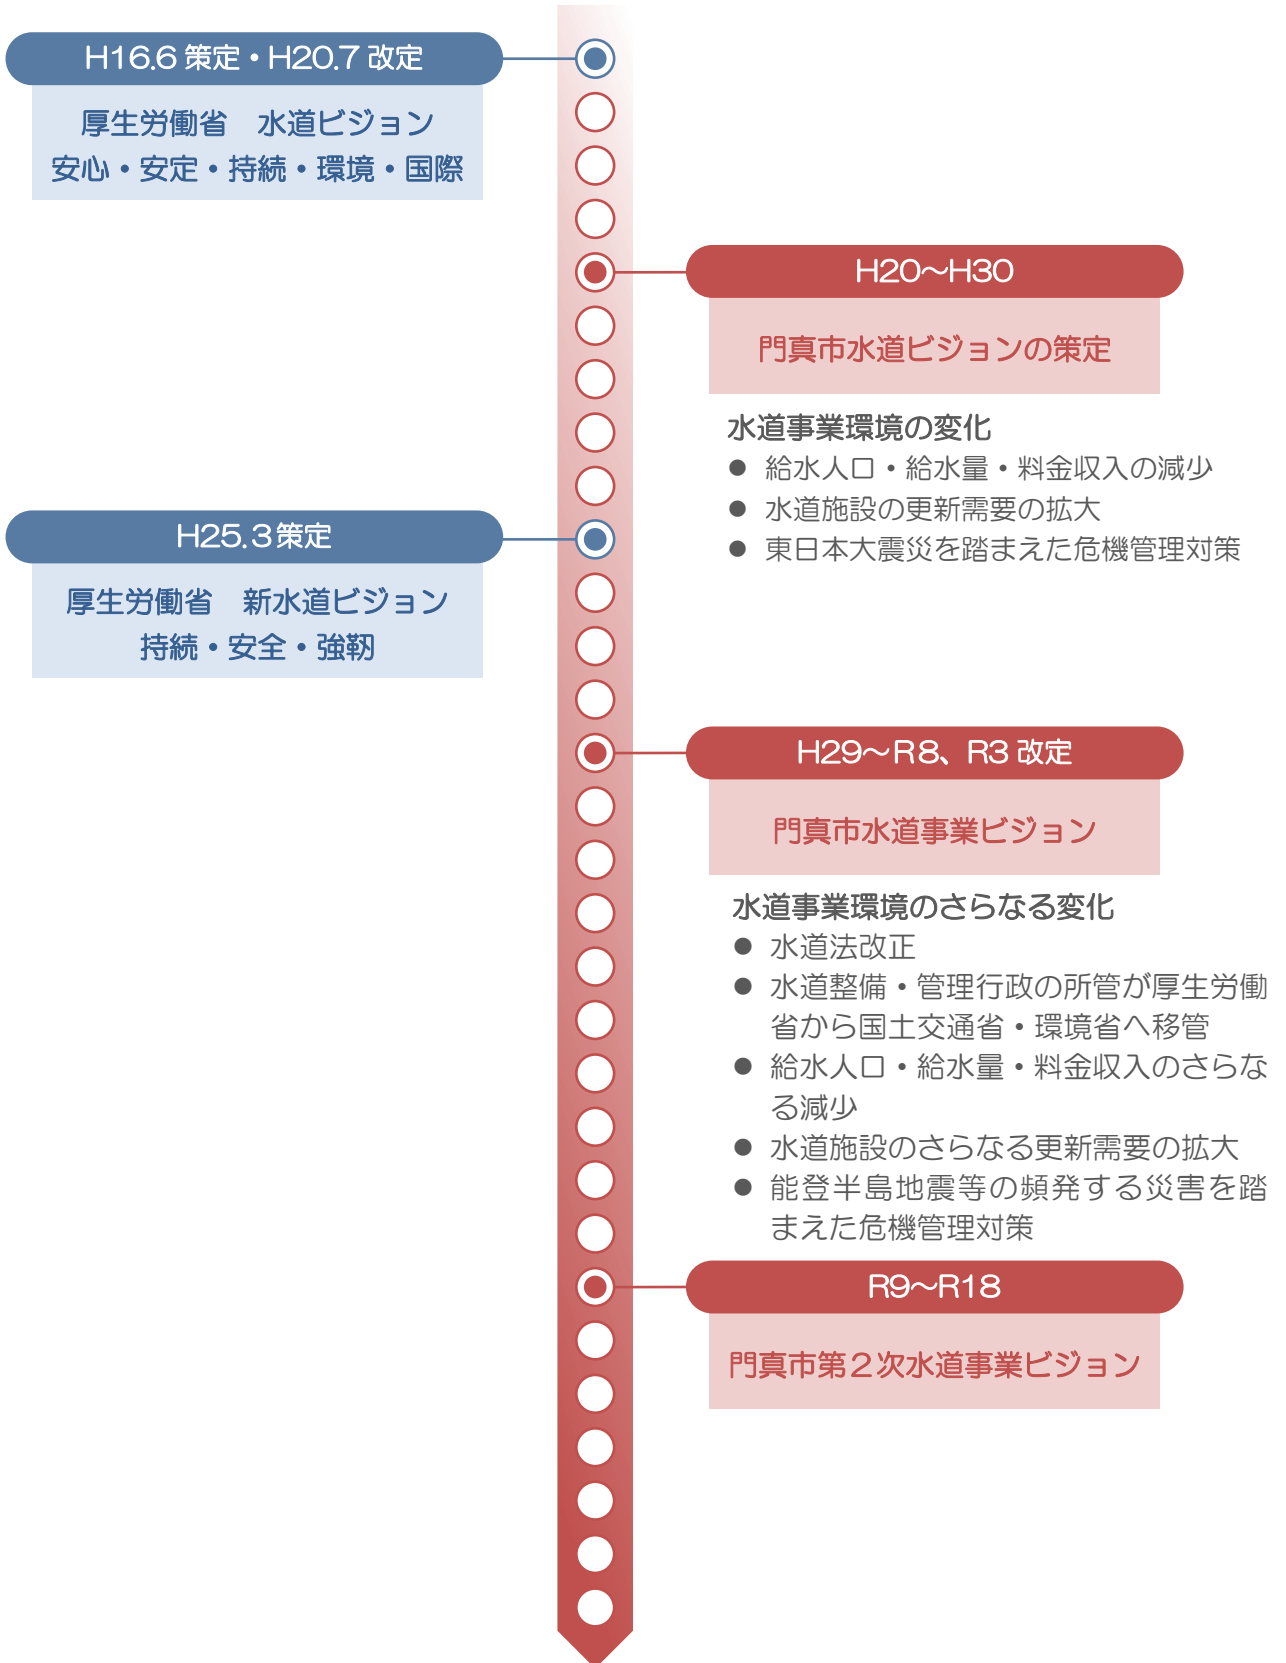 H16.6 策定・H20.7 改定
厚生労働省　水道ビジョン
安心・安定・持続・環境・国際
H20～H30
門真市水道ビジョンの策定
水道事業環境の変化
● 給水人口・給水量・料金収入の減少
● 水道施設の更新需要の拡大
● 東日本大震災を踏まえた危機管理対策
H25.3策定
厚生労働省　新水道ビジョン
持続・安全・強靭
H29～R8、R3 改定
門真市水道事業ビジョン
水道事業環境のさらなる変化
● 水道法改正
● 水道整備・管理行政の所管が厚生労働
省から国土交通省・環境省へ移管
● 給水人口・給水量・料金収入のさらな
る減少
● 水道施設のさらなる更新需要の拡大
● 能登半島地震等の頻発する災害を踏
まえた危機管理対策
R9～R18
門真市第２次水道事業ビジョン